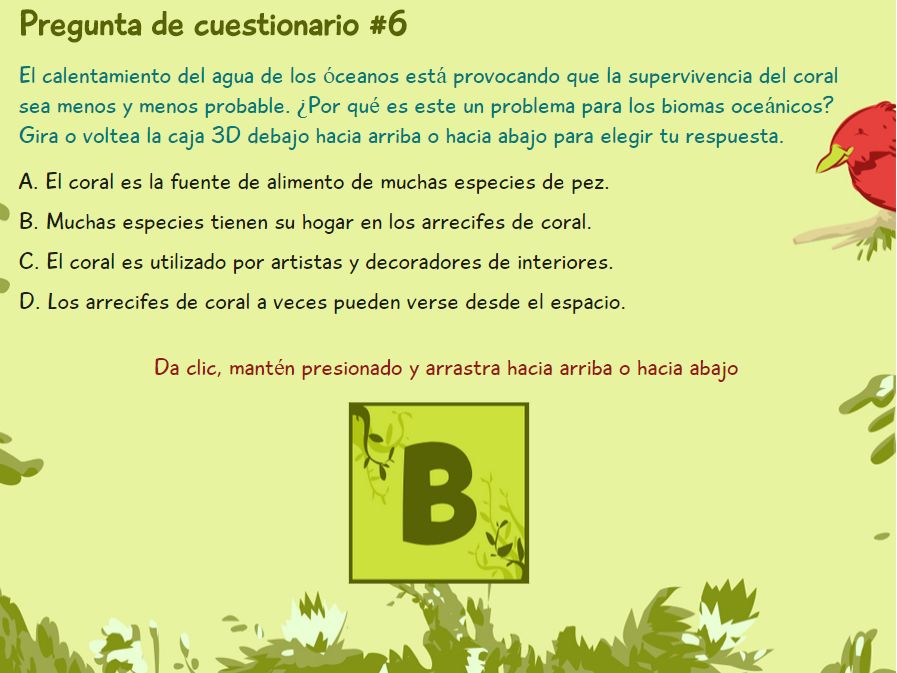 Pregunta de cuestionario #6
El calentamiento del agua de los óceanos está provocando que la supervivencia del coral
sea menos y menos probable. ¿Por qué es este un problema para los biomas oceánicos?
Gira o voltea la caja 3D debajo hacia arriba o hacia abajo para elegir tu respuesta.
A. El coral es la fuente de alimento de muchas especies de pez.
B. Muchas especies tienen su hogar en los arrecifes de coral.
C. El coral es utilizado por artistas y decoradores de interiores.
D. Los arrecifes de coral a veces pueden verse desde el espacio.
Da clic, mantén presionado y arrastra hacia arriba o hacia abajo
B